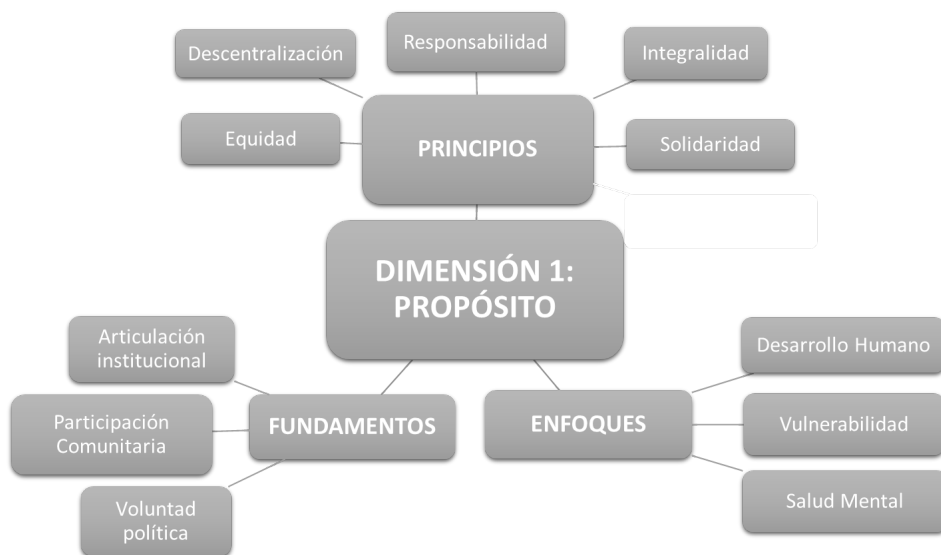 Responsabilidad
Descentralización
Integralidad
Equidad
PRINCIPIOS
Solidaridad
DIMENSIÓN 1:
PROPÓSITO
Articulación
institucional
Participación
Comunitaria
Voluntad
política
FUNDAMENTOS
ENFOQUES
Desarrollo Humano
Vulnerabilidad
Salud Mental